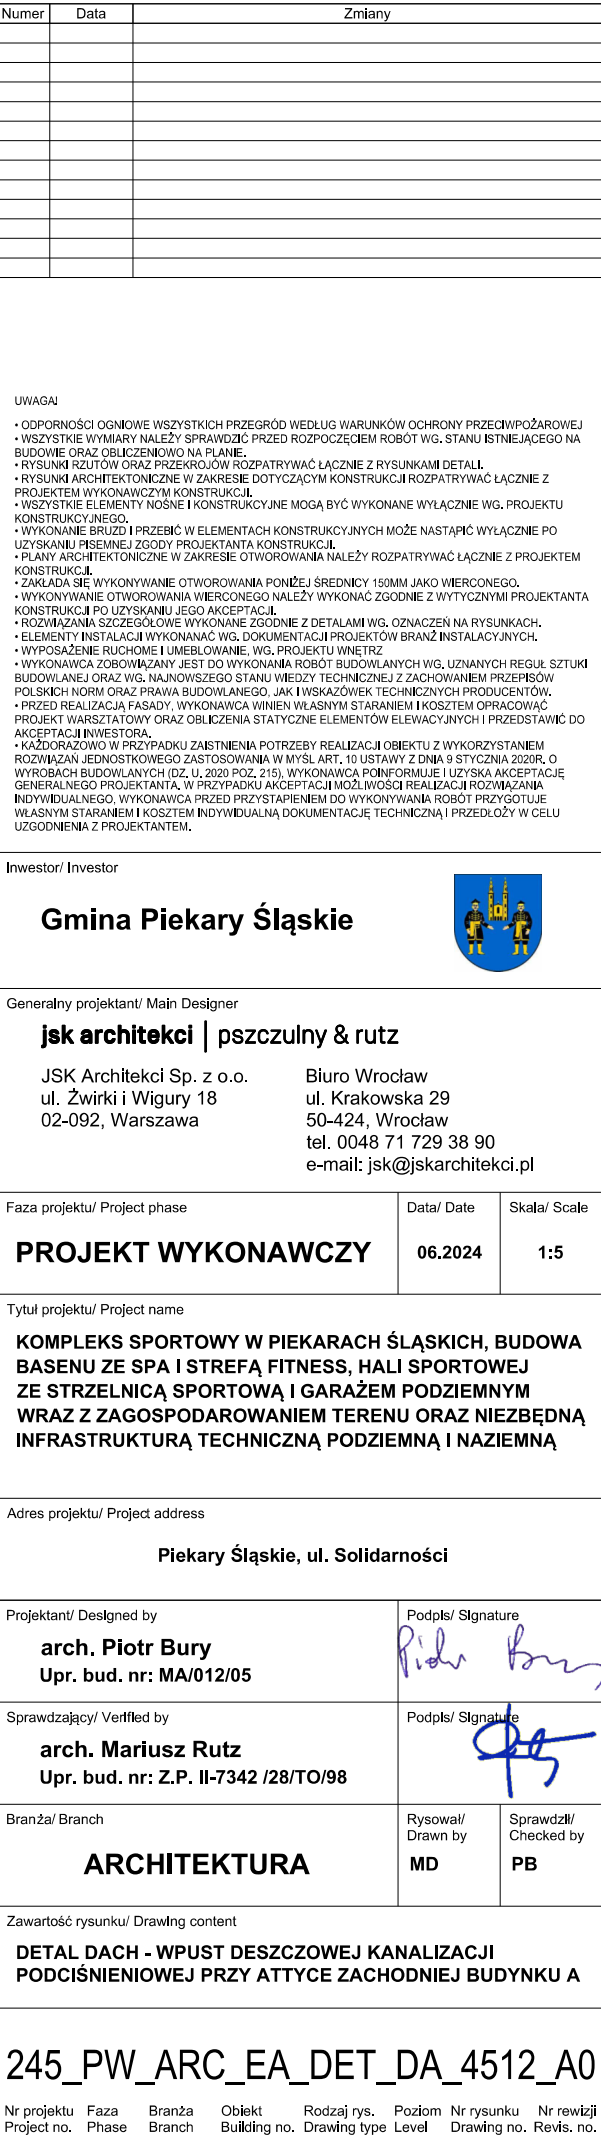 Numer Data Zmiany
UWAGA!
• ODPORNOŚCI OGNIOWE WSZYSTKICH PRZEGRÓD WEDŁUG WARUNKÓW OCHRONY PRZECIWPOŻAROWEJ
• WSZYSTKIE WYMIARY NALEŻY SPRAWDZIĆ PRZED ROZPOCZĘCIEM ROBÓT WG. STANU ISTNIEJĄCEGO NA
BUDOWIE ORAZ OBLICZENIOWO NA PLANIE.
• RYSUNKI RZUTÓW ORAZ PRZEKROJÓW ROZPATRYWAĆ ŁĄCZNIE Z RYSUNKAMI DETALI.
• RYSUNKI ARCHITEKTONICZNE W ZAKRESIE DOTYCZĄCYM KONSTRUKCJI ROZPATRYWAĆ ŁĄCZNIE Z
PROJEKTEM WYKONAWCZYM KONSTRUKCJI.
• WSZYSTKIE ELEMENTY NOŚNE I KONSTRUKCYJNE MOGĄ BYĆ WYKONANE WYŁĄCZNIE WG. PROJEKTU
KONSTRUKCYJNEGO.
• WYKONANIE BRUZD I PRZEBIĆ W ELEMENTACH KONSTRUKCYJNYCH MOŻE NASTĄPIĆ WYŁĄCZNIE PO
UZYSKANIU PISEMNEJ ZGODY PROJEKTANTA KONSTRUKCJI.
• PLANY ARCHITEKTONICZNE W ZAKRESIE OTWOROWANIA NALEŻY ROZPATRYWAĆ ŁĄCZNIE Z PROJEKTEM
KONSTRUKCJI.
• ZAKŁADA SIĘ WYKONYWANIE OTWOROWANIA PONIŻEJ ŚREDNICY 150MM JAKO WIERCONEGO.
• WYKONYWANIE OTWOROWANIA WIERCONEGO NALEŻY WYKONAĆ ZGODNIE Z WYTYCZNYMI PROJEKTANTA
KONSTRUKCJI PO UZYSKANIU JEGO AKCEPTACJI.
• ROZWIĄZANIA SZCZEGÓŁOWE WYKONANE ZGODNIE Z DETALAMI WG. OZNACZEŃ NA RYSUNKACH.
• ELEMENTY INSTALACJI WYKONANAĆ WG. DOKUMENTACJI PROJEKTÓW BRANŻ INSTALACYJNYCH.
• WYPOSAŻENIE RUCHOME I UMEBLOWANIE, WG. PROJEKTU WNĘTRZ
• WYKONAWCA ZOBOWIĄZANY JEST DO WYKONANIA ROBÓT BUDOWLANYCH WG. UZNANYCH REGUŁ SZTUKI
BUDOWLANEJ ORAZ WG. NAJNOWSZEGO STANU WIEDZY TECHNICZNEJ Z ZACHOWANIEM PRZEPISÓW
POLSKICH NORM ORAZ PRAWA BUDOWLANEGO, JAK I WSKAZÓWEK TECHNICZNYCH PRODUCENTÓW.
• PRZED REALIZACJĄ FASADY, WYKONAWCA WINIEN WŁASNYM STARANIEM I KOSZTEM OPRACOWAĆ
PROJEKT WARSZTATOWY ORAZ OBLICZENIA STATYCZNE ELEMENTÓW ELEWACYJNYCH I PRZEDSTAWIĆ DO
AKCEPTACJI INWESTORA.
• KAŻDORAZOWO W PRZYPADKU ZAISTNIENIA POTRZEBY REALIZACJI OBIEKTU Z WYKORZYSTANIEM
ROZWIĄZAŃ JEDNOSTKOWEGO ZASTOSOWANIA W MYŚL ART. 10 USTAWY Z DNIA 9 STYCZNIA 2020R. O
WYROBACH BUDOWLANYCH (DZ. U. 2020 POZ. 215), WYKONAWCA POINFORMUJE I UZYSKA AKCEPTACJĘ
GENERALNEGO PROJEKTANTA. W PRZYPADKU AKCEPTACJI MOŻLIWOŚCI REALIZACJI ROZWIĄZANIA
INDYWIDUALNEGO, WYKONAWCA PRZED PRZYSTAPIENIEM DO WYKONYWANIA ROBÓT PRZYGOTUJE
WŁASNYM STARANIEM I KOSZTEM INDYWIDUALNĄ DOKUMENTACJĘ TECHNICZNĄ I PRZEDŁOŻY W CELU
UZGODNIENIA Z PROJEKTANTEM.
Inwestor/ Investor
Gmina Piekary Śląskie
Generalny projektant/ Main Designer
jsk architekci | pszczulny & rutz
JSK Architekci Sp. z o.o. Biuro Wrocław
ul. Żwirki i Wigury 18 ul. Krakowska 29
02-092, Warszawa 50-424, Wrocław
tel. 0048 71 729 38 90
e-mail: jsk@jskarchitekci.pl
Faza projektu/ Project phase Data/ Date Skala/ Scale
PROJEKT WYKONAWCZY 06.2024 1:5
Tytuł projektu/ Project name
KOMPLEKS SPORTOWY W PIEKARACH ŚLĄSKICH, BUDOWA
BASENU ZE SPA I STREFĄ FITNESS, HALI SPORTOWEJ
ZE STRZELNICĄ SPORTOWĄ I GARAŻEM PODZIEMNYM
WRAZ Z ZAGOSPODAROWANIEM TERENU ORAZ NIEZBĘDNĄ
INFRASTRUKTURĄ TECHNICZNĄ PODZIEMNĄ I NAZIEMNĄ
Adres projektu/ Project address
Piekary Śląskie, ul. Solidarności
Projektant/ Designed by Podpis/ Signature
arch. Piotr Bury Piotr Bury
Upr. bud. nr: MA/012/05
Sprawdzający/ Verified by Podpis/ Signature
arch. Mariusz Rutz
Upr. bud. nr: Z.P. II-7342 /28/TO/98
Branża/ Branch Rysował/ Drawn by Sprawdził/ Checked by
ARCHITEKTURA MD PB
Zawartość rysunku/ Drawing content
DETAL DACH - WPUST DESZCZOWEJ KANALIZACJI
PODCIŚNIENIOWEJ PRZY ATTYCE ZACHODNIEJ BUDYNKU A
245_PW_ARC_EA_DET_DA_4512_A0
Nr projektu Faza Branża Obiekt Rodzaj rys. Poziom Nr rysunku Nr rewizji
Project no. Phase Branch Building no. Drawing type Level Drawing no. Revis. no.